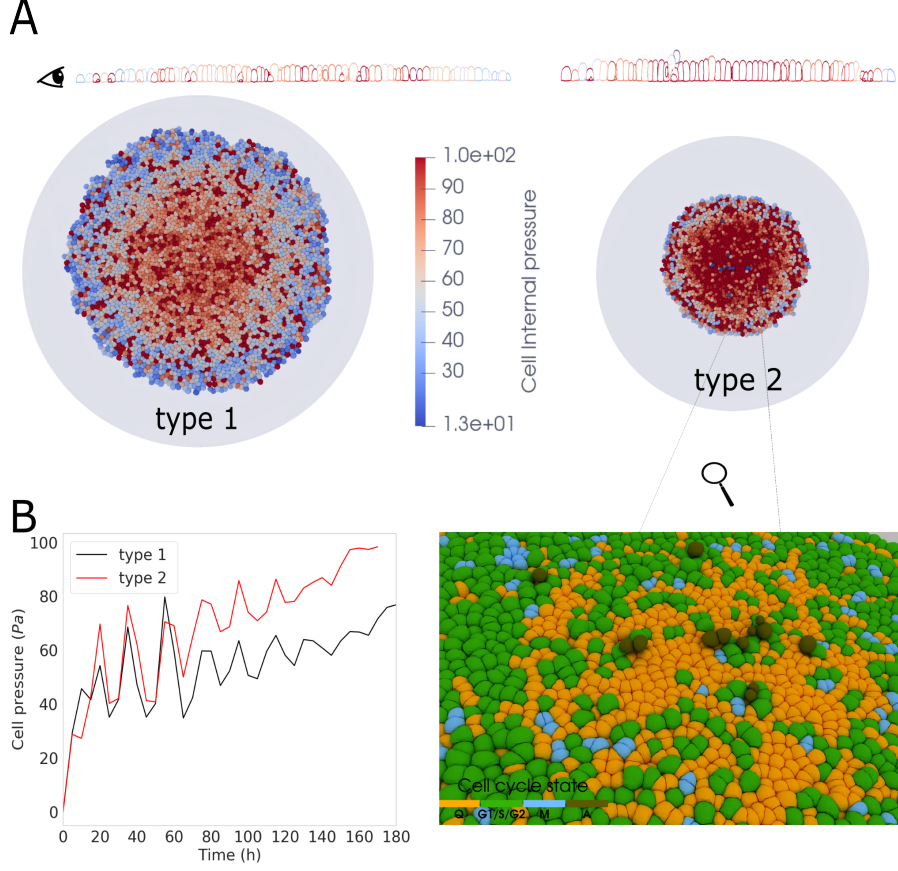 A
1.0e+02
90
80
70
60
50
40
30
1.3e+01
Cell Internal pressure
type 1
type 2
B
100
80
60
40
20
0
Cell pressure (Pa)
type 1
type 2
0 20 40 60 80 100 120 140 160 180
Time (h)
Cell cycle state
Q G1/S/G2 M A